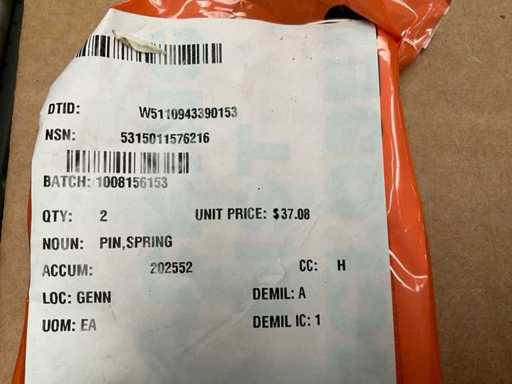 DTID: W5110943390153
NSN: 5315011576216
BATCH: 1008156153
QTY: 2 UNIT PRICE: $37.08
NOUN: PIN,SPRING
ACCUM: 202552 CC: H
LOC: GENN DEMIL: A
UOM: EA DEMIL IC: 1